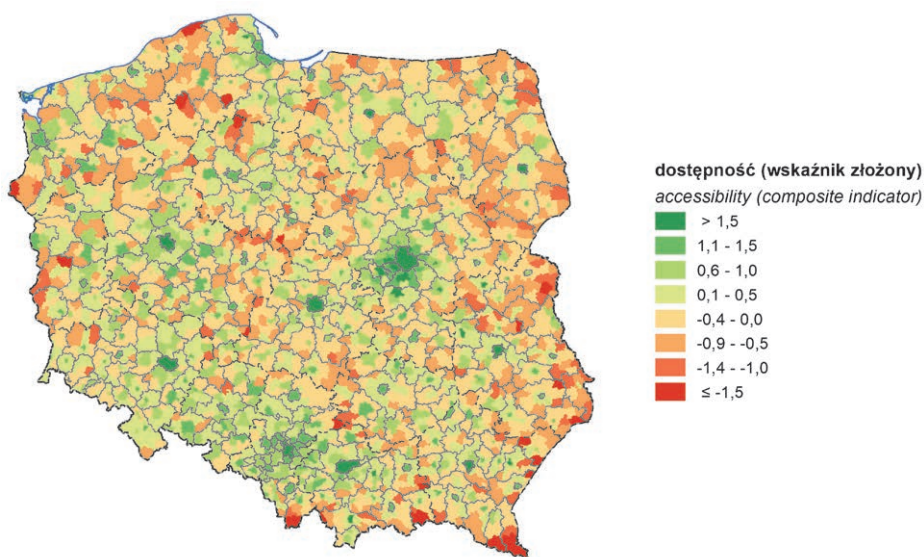 dostępność (wskaźnik złożony)
accessibility (composite indicator)
> 1,5
1,1 - 1,5
0,6 - 1,0
0,1 - 0,5
-0,4 - 0,0
-0,9 - -0,5
-1,4 - -1,0
≤ -1,5